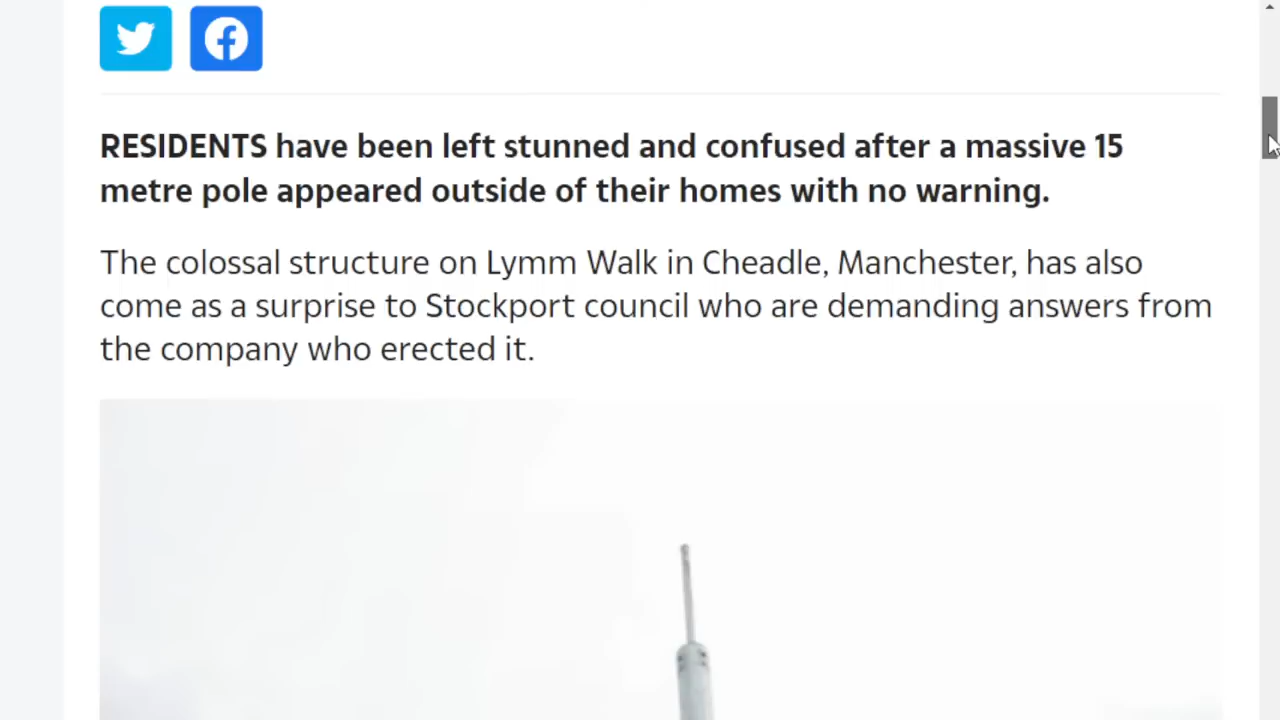 RESIDENTS have been left stunned and confused after a massive 15
metre pole appeared outside of their homes with no warning.
The colossal structure on Lymm Walk in Cheadle, Manchester, has also
come as a surprise to Stockport council who are demanding answers from
the company who erected it.